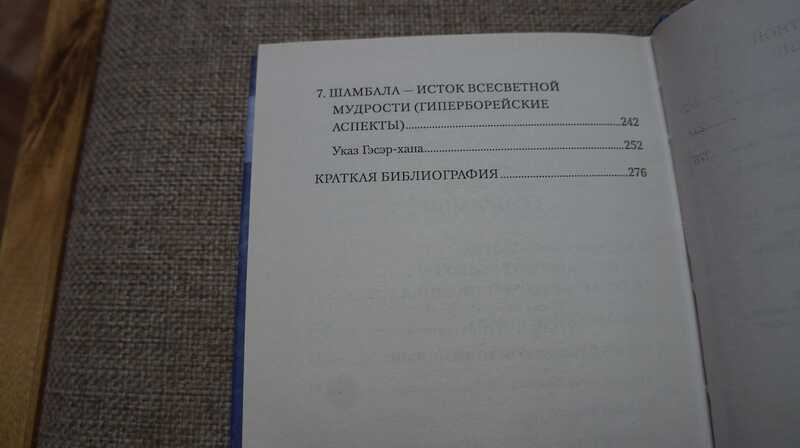 7. ШАМБАЛА — ИСТОК ВСЕСВЕТНОЙ
МУДРОСТИ (ГИПЕРБОРЕЙСКИЕ
АСПЕКТЫ)..........242
Указ Гэсэр-хана..........252
КРАТКАЯ БИБЛИОГРАФИЯ..........276